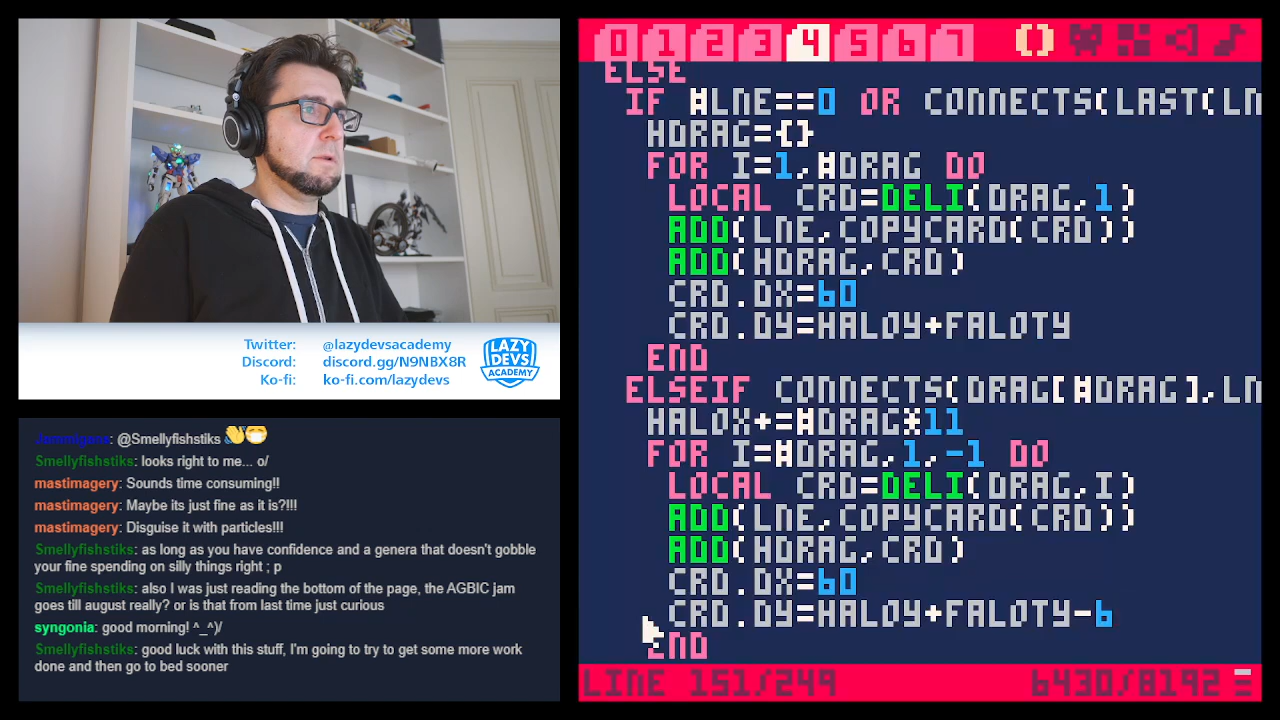 Twitter: @lazydevsacademy
Discord: discord.gg/N9NBX8R
Ko-fi: ko-fi.com/lazydevs
LAZY
DEVS
ACADEMY
Jammigans: @Smellyfishstiks
Smellyfishstiks: looks right to me... o/
mastimagery: Sounds time consuming!!
mastimagery: Maybe its just fine as it is?!!!
mastimagery: Disguise it with particles!!!
Smellyfishstiks: as long as you have confidence and a genera that doesn't gobble
your fine spending on silly things right ; p
Smellyfishstiks: also I was just reading the bottom of the page, the AGBIC jam
goes till august really? or is that from last time just curious
syngonia: good morning! ^_^)/
Smellyfishstiks: good luck with this stuff, I'm going to try to get some more work
done and then go to bed sooner
0 1 2 3 4 5 6 7 ()
ELSE
IF #LNE==0 OR CONNECTS(LAST(LN
HDRAG={}
FOR I=1,#DRAG DO
LOCAL CRD=DELI(DRAG,1)
ADD(LNE,COPYCARD(CRD))
ADD(HDRAG,CRD)
CRD.DX=60
CRD.DY=HALOY+FALOTY
END
ELSEIF CONNECTS(DRAG[#DRAG],LN
HALOX+=#DRAG*11
FOR I=#DRAG,1,-1 DO
LOCAL CRD=DELI(DRAG,I)
ADD(LNE,COPYCARD(CRD))
ADD(HDRAG,CRD)
CRD.DX=60
CRD.DY=HALOY+FALOTY-6
END
LINE 151/249 6430/8192